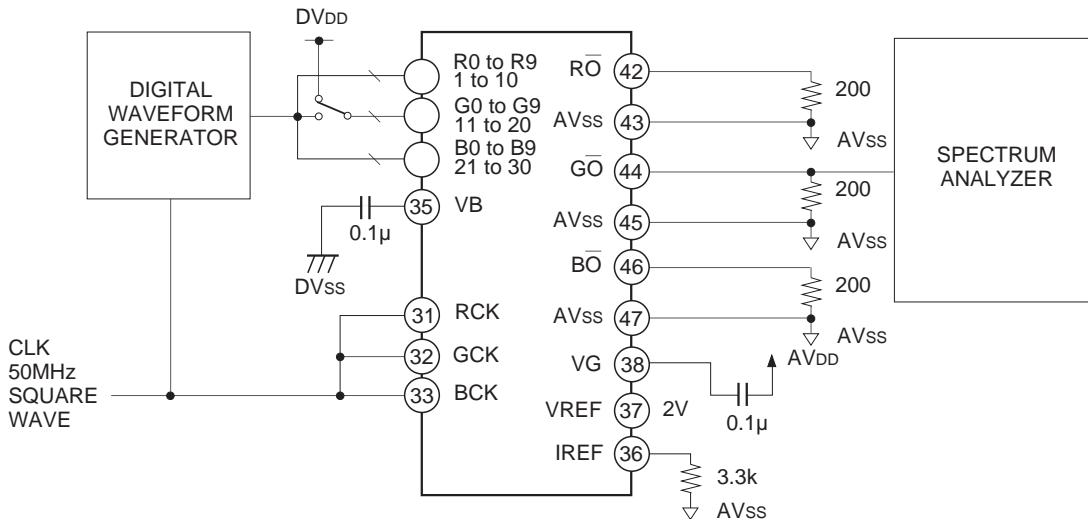 DVDD
DIGITAL
WAVEFORM
GENERATOR
R0 to R9
1 to 10
G0 to G9
11 to 20
B0 to B9
21 to 30
35 VB
0.1µ
DVSS
31 RCK
32 GCK
33 BCK
CLK
50MHz
SQUARE
WAVE
RO̅ 42
AVSS 43
GO̅ 44
AVSS 45
BO̅ 46
AVSS 47
VG 38
VREF 37 2V
IREF 36
200
AVSS
200
AVSS
200
AVSS
AVDD
0.1µ
3.3k
AVSS
SPECTRUM
ANALYZER